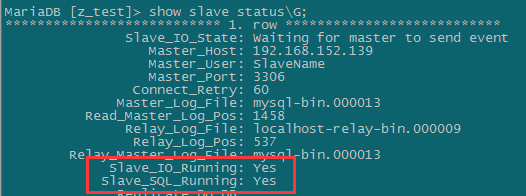 MariaDB [z_test]> show slave status\G;
*************************** 1. row ***************************
Slave_IO_State: Waiting for master to send event
Master_Host: 192.168.152.139
Master_User: SlaveName
Master_Port: 3306
Connect_Retry: 60
Master_Log_File: mysql-bin.000013
Read_Master_Log_Pos: 1458
Relay_Log_File: localhost-relay-bin.000009
Relay_Log_Pos: 537
Relay_Master_Log_File: mysql-bin.000013
Slave_IO_Running: Yes
Slave_SQL_Running: Yes